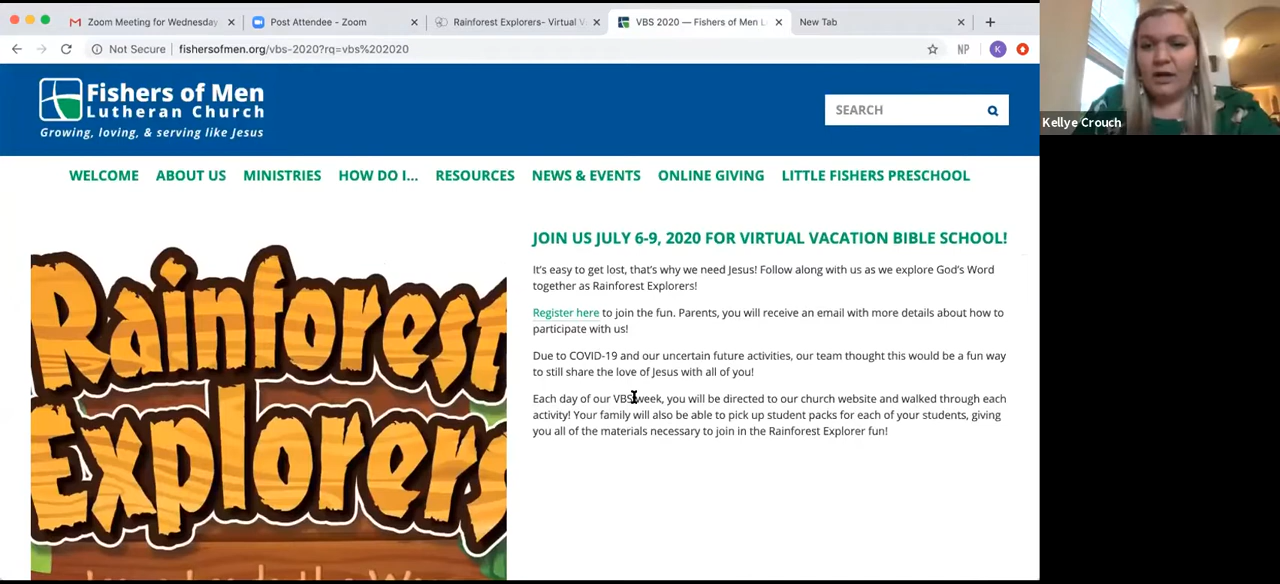 Zoom Meeting for Wednesday
Post Attendee - Zoom
Rainforest Explorers- Virtual V
VBS 2020 — Fishers of Men L
New Tab
Not Secure | fishersofmen.org/vbs-2020?rq=vbs%202020
NP
K
Kellye Crouch
Fishers of Men
Lutheran Church
Growing, loving, & serving like Jesus
SEARCH
WELCOME ABOUT US MINISTRIES HOW DO I... RESOURCES NEWS & EVENTS ONLINE GIVING LITTLE FISHERS PRESCHOOL
Rainforest
Explorers
JOIN US JULY 6-9, 2020 FOR VIRTUAL VACATION BIBLE SCHOOL!
It's easy to get lost, that's why we need Jesus! Follow along with us as we explore God's Word
together as Rainforest Explorers!
Register here to join the fun. Parents, you will receive an email with more details about how to
participate with us!
Due to COVID-19 and our uncertain future activities, our team thought this would be a fun way
to still share the love of Jesus with all of you!
Each day of our VBS week, you will be directed to our church website and walked through each
activity! Your family will also be able to pick up student packs for each of your students, giving
you all of the materials necessary to join in the Rainforest Explorer fun!